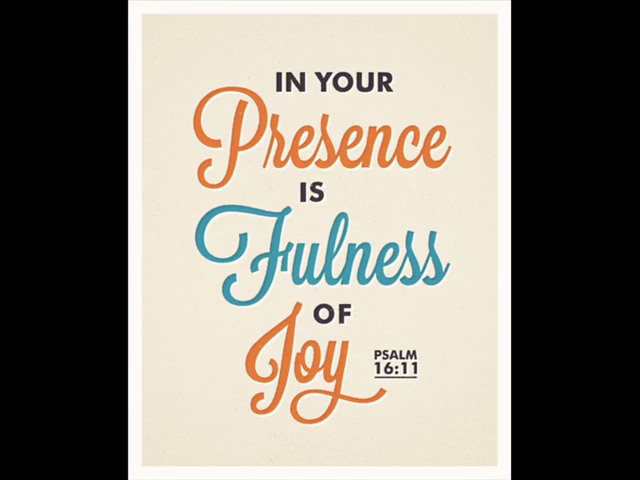 IN YOUR
Presence
IS
Fulness
OF
Joy
PSALM
16:11